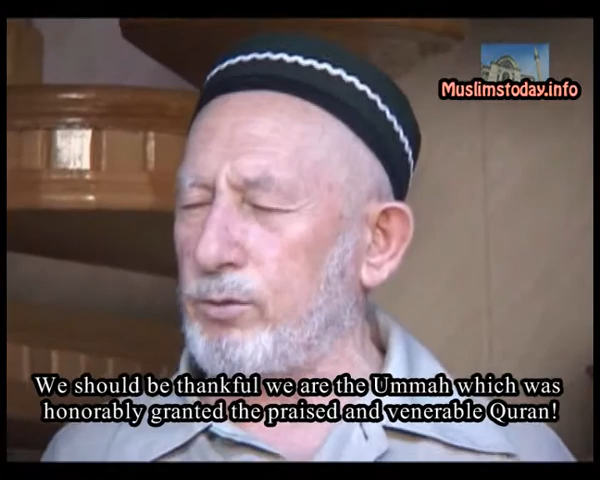 Muslimstoday.info
We should be thankful we are the Ummah which was
honorably granted the praised and venerable Quran!